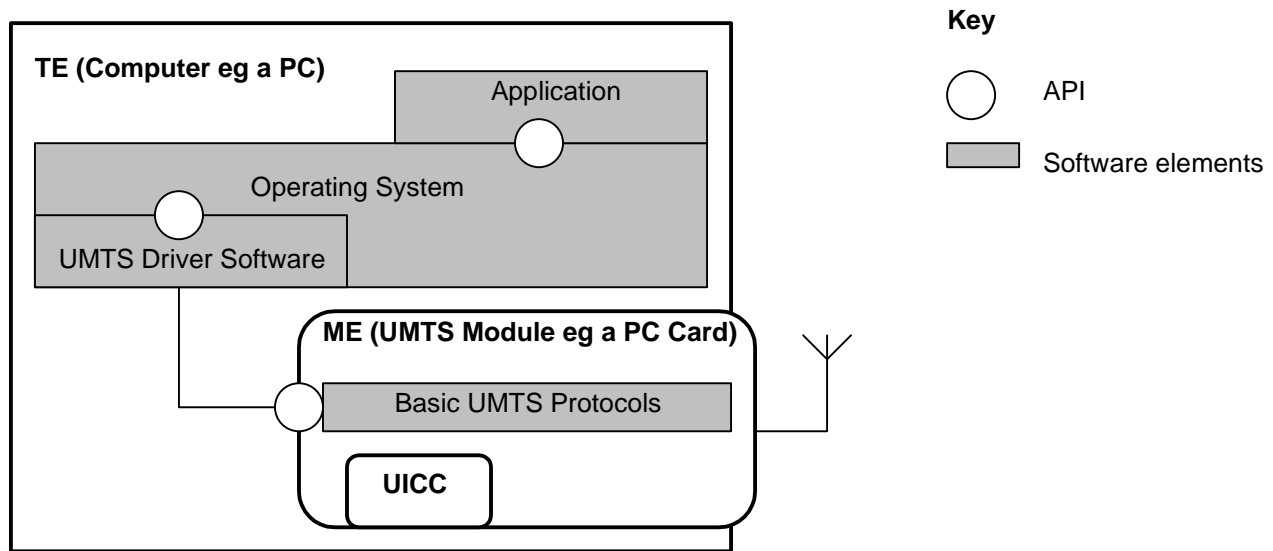 Key
TE (Computer eg a PC)
Application
API
Software elements
Operating System
UMTS Driver Software
ME (UMTS Module eg a PC Card)
Basic UMTS Protocols
UICC